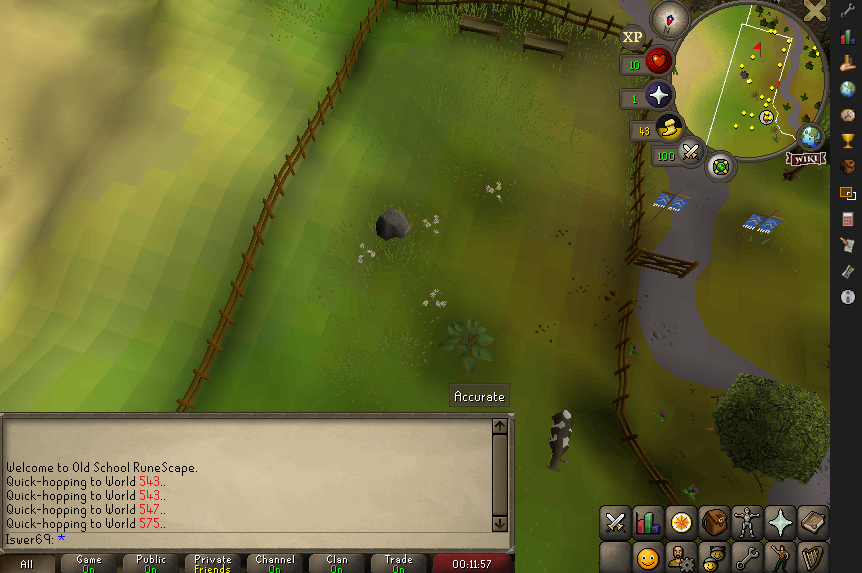 XP
10
1
43
100
WIKI
Accurate
Welcome to Old School RuneScape.
Quick-hopping to World 543..
Quick-hopping to World 543..
Quick-hopping to World 547..
Quick-hopping to World 575..
Iswer69: *
All
Game
On
Public
On
Private
Friends
Channel
On
Clan
On
Trade
On
00:11:57